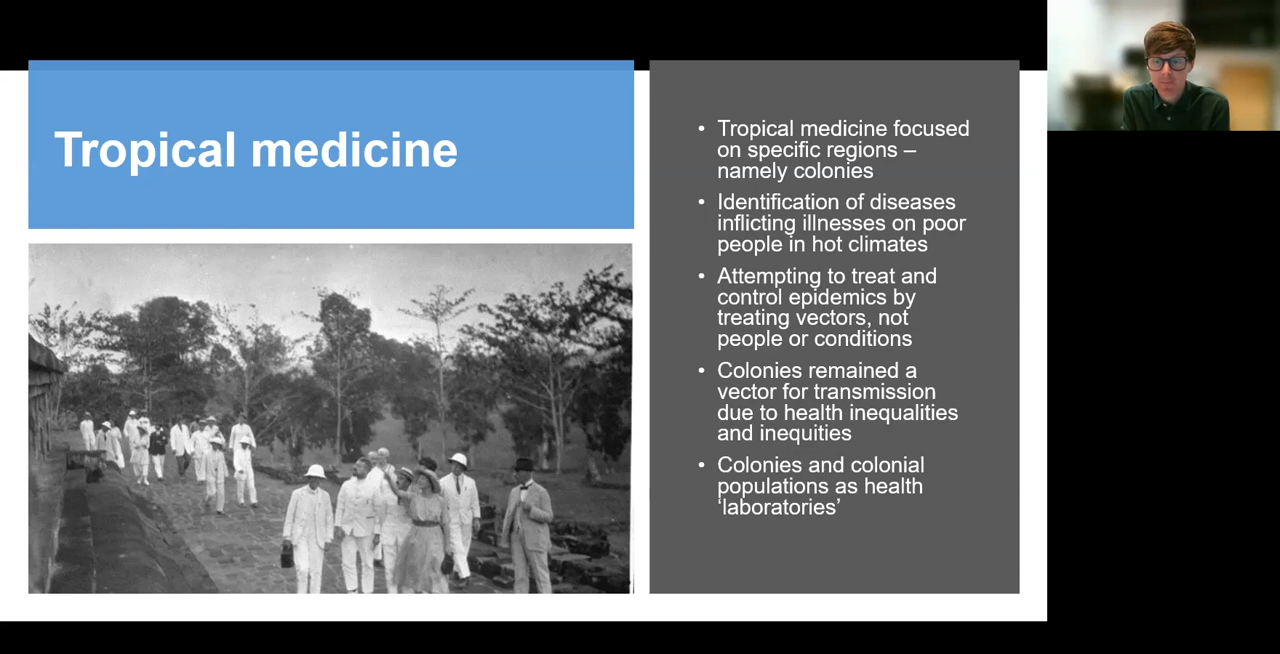 Tropical medicine
• Tropical medicine focused
on specific regions –
namely colonies
• Identification of diseases
inflicting illnesses on poor
people in hot climates
• Attempting to treat and
control epidemics by
treating vectors, not
people or conditions
• Colonies remained a
vector for transmission
due to health inequalities
and inequities
• Colonies and colonial
populations as health
‘laboratories’